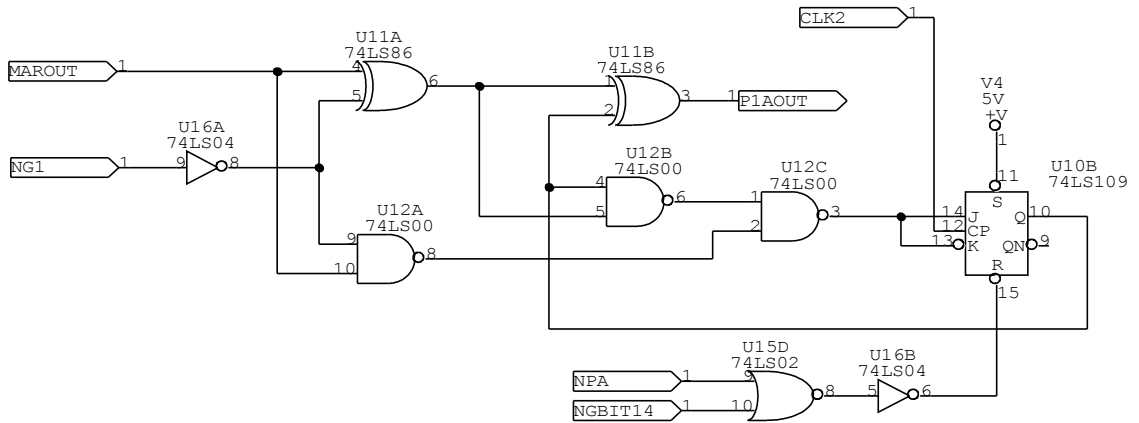 CLK2 1
U11A
74LS86
MAROUT 1
4
5
6
U11B
74LS86
1
2
3
1 P1AOUT
V4
5V
+V
1
U16A
74LS04
NG1 1
9
8
U12B
74LS00
4
5
6
U12C
74LS00
1
2
3
U10B
74LS109
11
S
14 J
12 CP
13 K
Q 10
QN 9
R
15
U12A
74LS00
9
10
8
U15D
74LS02
NPA 1
9
NGBIT14 1
10
8
U16B
74LS04
5
6